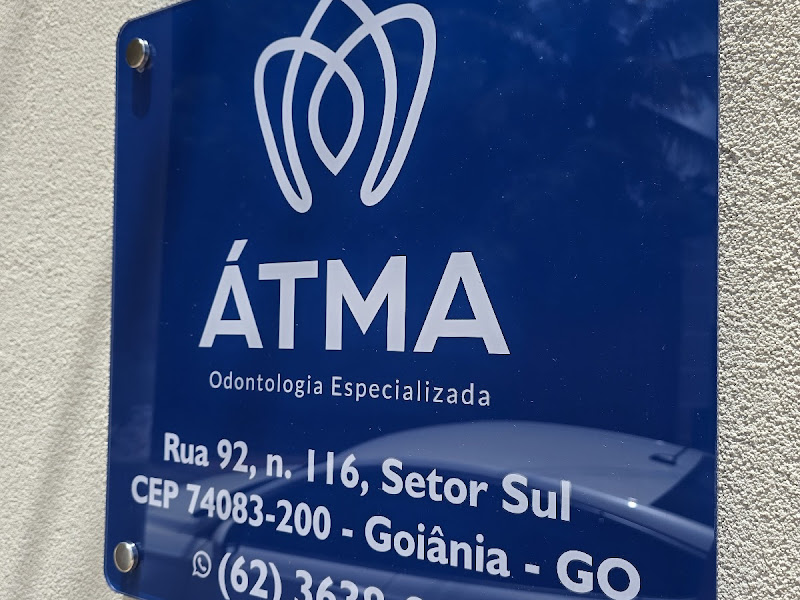 ÁTMA
Odontologia Especializada
Rua 92, n. 116, Setor Sul
CEP 74083-200 - Goiânia - GO
(62)